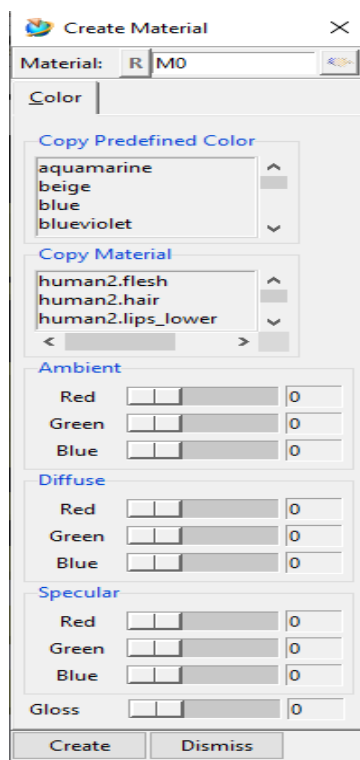 Create Material
Material: R M0
Color
Copy Predefined Color
aquamarine
beige
blue
blueviolet
Copy Material
human2.flesh
human2.hair
human2.lips_lower
Ambient
Red 0
Green 0
Blue 0
Diffuse
Red 0
Green 0
Blue 0
Specular
Red 0
Green 0
Blue 0
Gloss 0
Create Dismiss